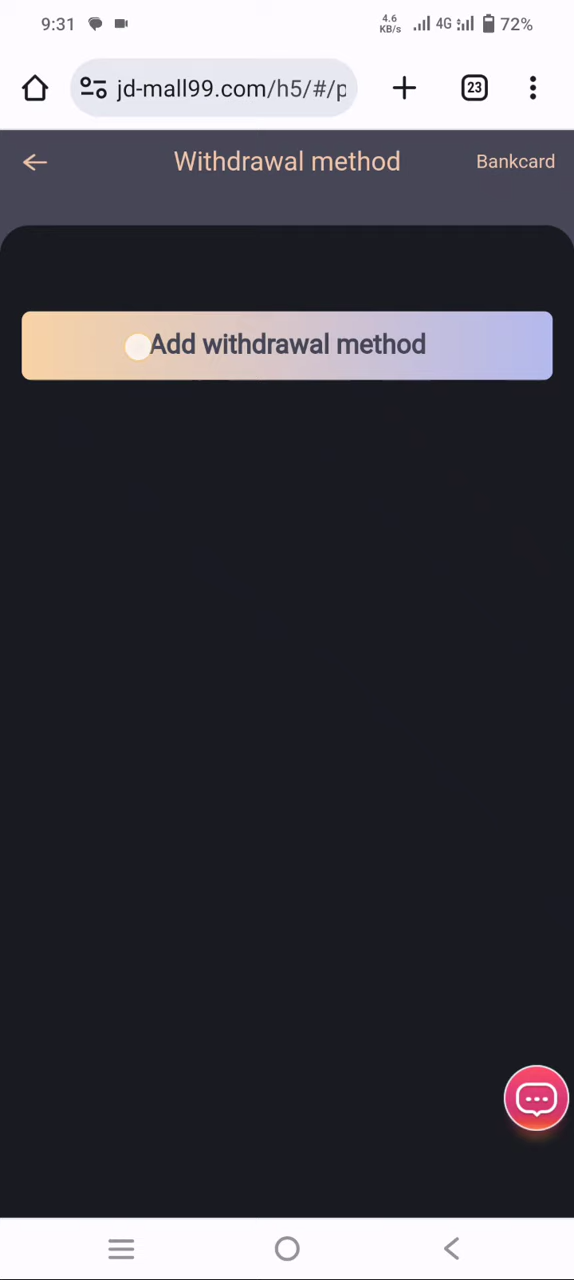 9:31
4.6
KB/s
4G
72%
jd-mall99.com/h5/#/p
23
Withdrawal method
Bankcard
Add withdrawal method